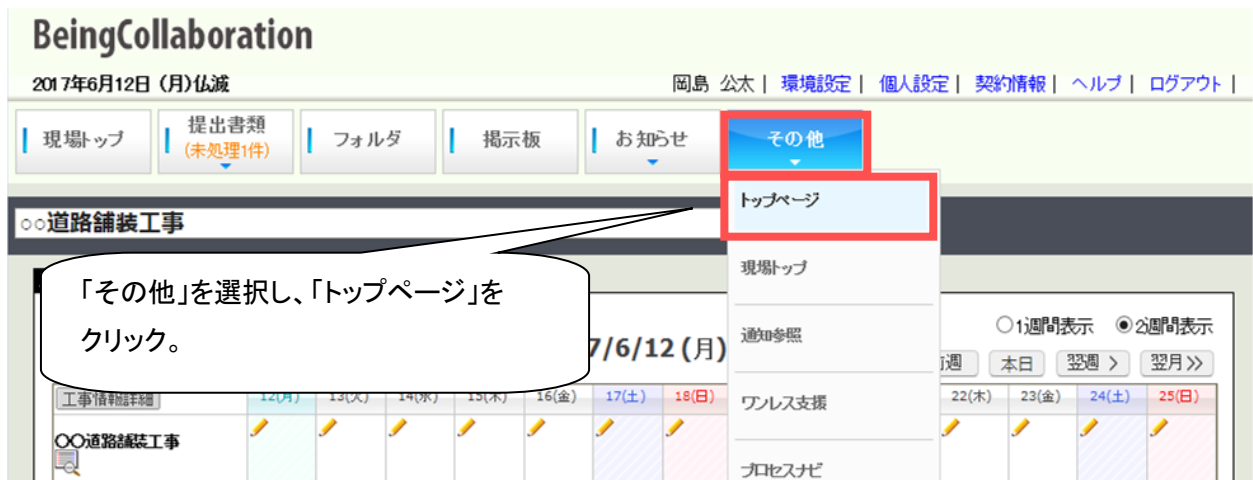 BeingCollaboration
2017年6月12日 (月)仏滅
岡島 公太| 環境設定| 個人設定| 契約情報| ヘルプ| ログアウト|
現場トップ
提出書類
(未処理1件)
フォルダ
掲示板
お知らせ
その他
トップページ
○○道路舗装工事
現場トップ
「その他」を選択し、「トップページ」を
クリック。
○1週間表示 ◉2週間表示
7/6/12 (月)
通知参照
前週 本日 翌週 > 翌月≫
工事情報詳細 12(月) 13(火) 14(水) 15(木) 16(金) 17(土) 18(日) 22(木) 23(金) 24(土) 25(日)
ワンレス支援
○○道路舗装工事
プロセスナビ